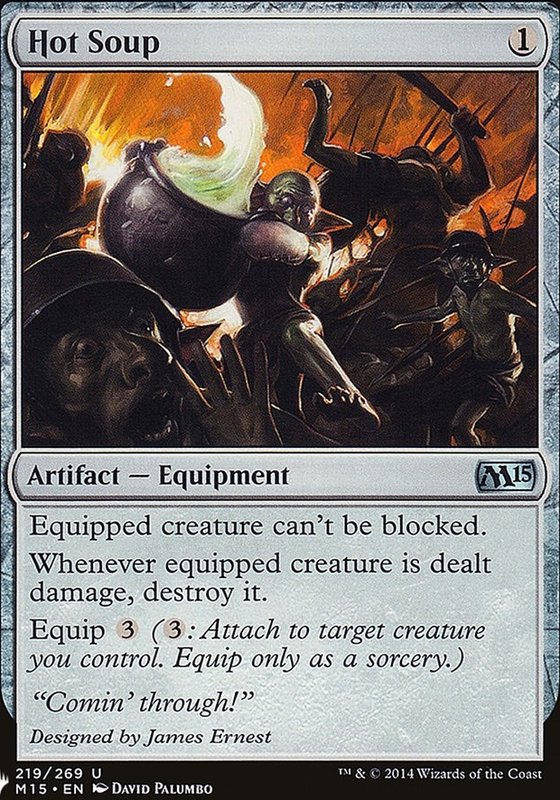 Hot Soup 1
Artifact — Equipment M15
Equipped creature can't be blocked.
Whenever equipped creature is dealt
damage, destroy it.
Equip 3 (3: Attach to target creature
you control. Equip only as a sorcery.)
"Comin' through!"
Designed by James Ernest
219/269 U
M15 • EN David Palumbo
™ & © 2014 Wizards of the Coast